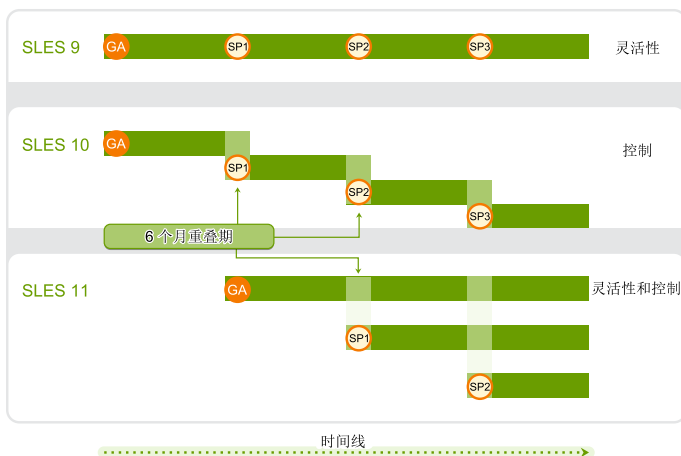 SLES 9 GA SP1 SP2 SP3 灵活性
SLES 10 GA 控制
SP1
SP2
SP3
6 个月重叠期
SLES 11 GA 灵活性和控制
SP1
SP2
时间线